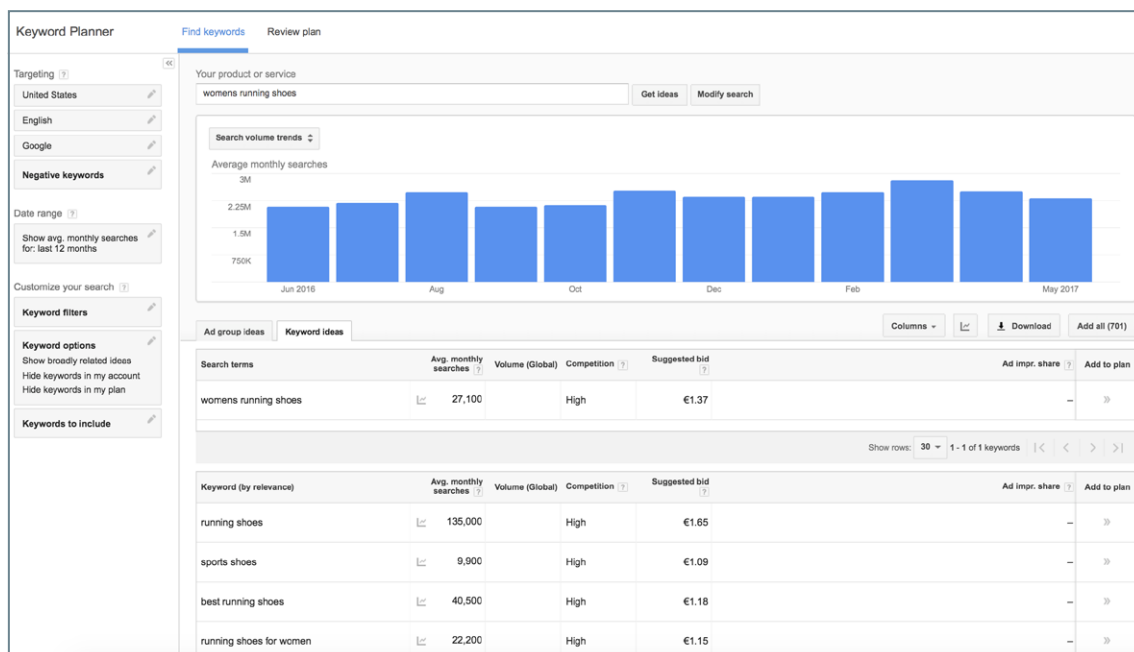 Keyword Planner
Find keywords
Review plan
Targeting ?
United States
English
Google
Negative keywords
Date range ?
Show avg. monthly searches
for: last 12 months
Customize your search ?
Keyword filters
Keyword options
Show broadly related ideas
Hide keywords in my account
Hide keywords in my plan
Keywords to include
Your product or service
womens running shoes
Get ideas
Modify search
Search volume trends
Average monthly searches
3M
2.25M
1.5M
750K
Jun 2016 Aug Oct Dec Feb May 2017
Ad group ideas
Keyword ideas
Columns
Download
Add all (701)
Search terms Avg. monthly searches ? Volume (Global) Competition ? Suggested bid ? Ad impr. share ? Add to plan
womens running shoes 27,100 High €1.37 – »
Show rows: 30 1 - 1 of 1 keywords |< < > >|
Keyword (by relevance) Avg. monthly searches ? Volume (Global) Competition ? Suggested bid ? Ad impr. share ? Add to plan
running shoes 135,000 High €1.65 – »
sports shoes 9,900 High €1.09 – »
best running shoes 40,500 High €1.18 – »
running shoes for women 22,200 High €1.15 – »